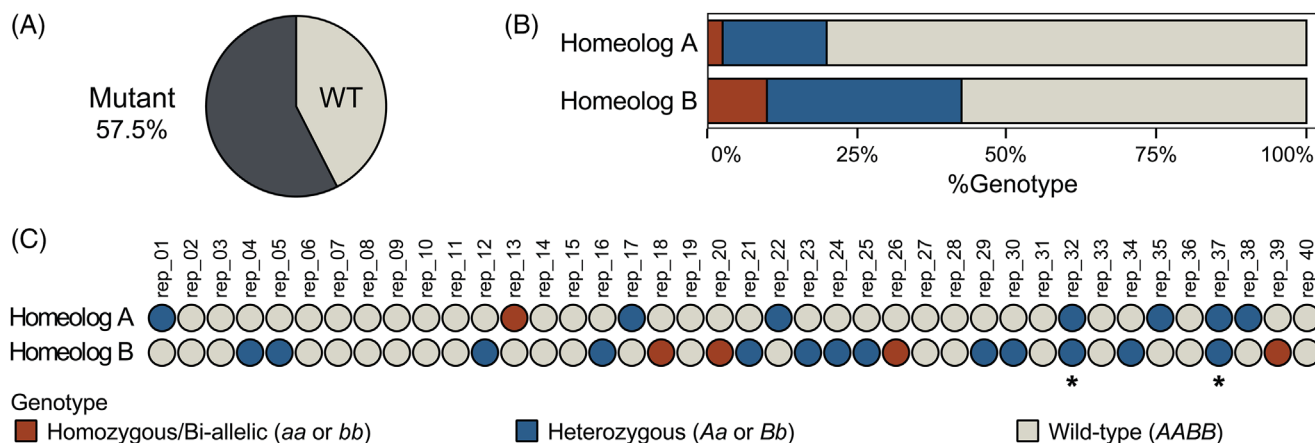 (A)
Mutant
57.5%
WT
(B)
Homeolog A
Homeolog B
0% 25% 50% 75% 100%
%Genotype
(C)
rep_01 rep_02 rep_03 rep_04 rep_05 rep_06 rep_07 rep_08 rep_09 rep_10 rep_11 rep_12 rep_13 rep_14 rep_15 rep_16 rep_17 rep_18 rep_19 rep_20 rep_21 rep_22 rep_23 rep_24 rep_25 rep_26 rep_27 rep_28 rep_29 rep_30 rep_31 rep_32 rep_33 rep_34 rep_35 rep_36 rep_37 rep_38 rep_39 rep_40
Homeolog A
Homeolog B
* *
Genotype
Homozygous/Bi-allelic (aa or bb) Heterozygous (Aa or Bb) Wild-type (AABB)